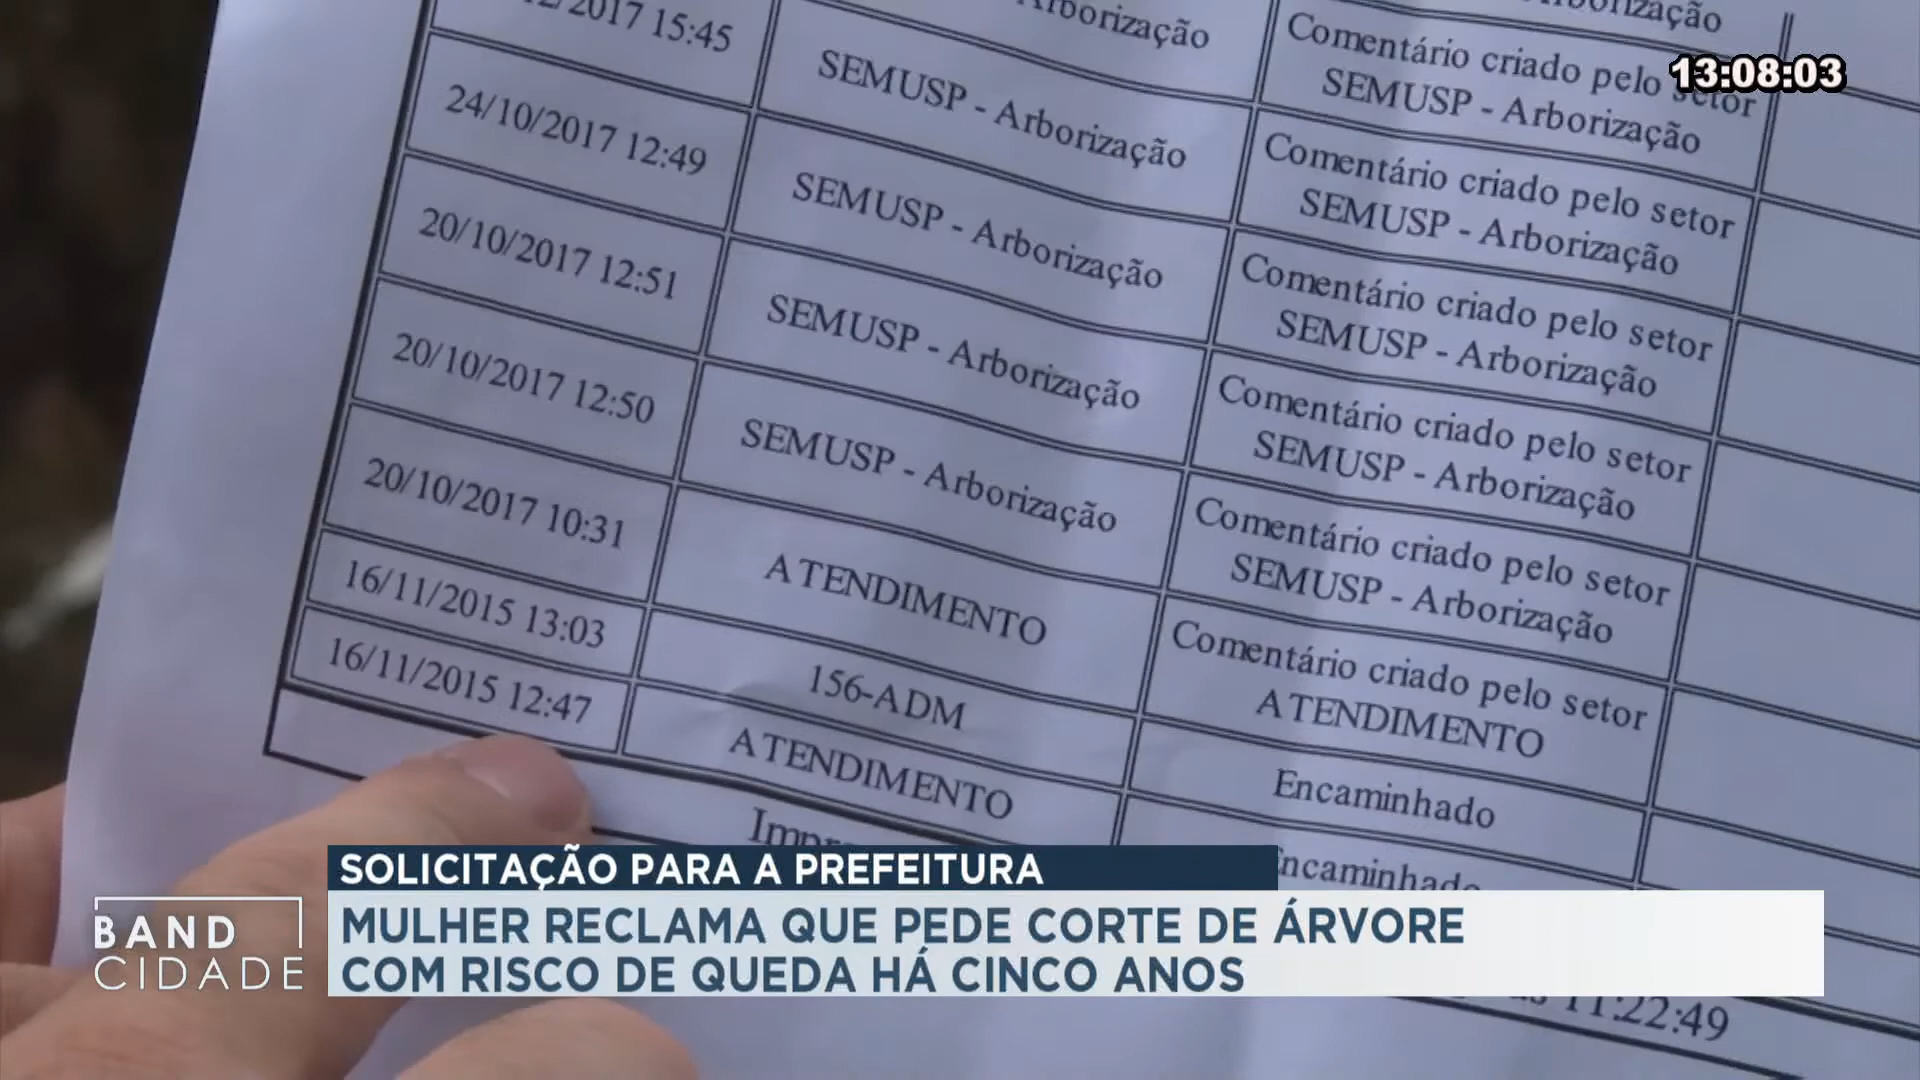 Arborização
13:08:03
2017 15:45
Arborização
Comentário criado pelo setor
SEMUSP - Arborização
24/10/2017 12:49
SEMUSP - Arborização
Comentário criado pelo setor
SEMUSP - Arborização
20/10/2017 12:51
SEMUSP - Arborização
Comentário criado pelo setor
SEMUSP - Arborização
20/10/2017 12:50
SEMUSP - Arborização
Comentário criado pelo setor
SEMUSP - Arborização
20/10/2017 10:31
SEMUSP - Arborização
Comentário criado pelo setor
SEMUSP - Arborização
16/11/2015 13:03
ATENDIMENTO
Comentário criado pelo setor
ATENDIMENTO
16/11/2015 12:47
156-ADM
Encaminhado
ATENDIMENTO
Encaminhado
11:22:49
SOLICITAÇÃO PARA A PREFEITURA
BAND
CIDADE
MULHER RECLAMA QUE PEDE CORTE DE ÁRVORE
COM RISCO DE QUEDA HÁ CINCO ANOS